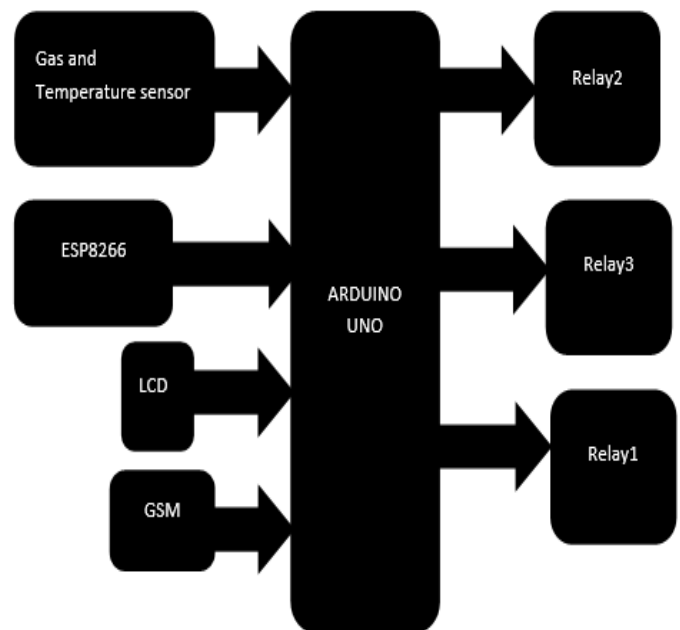 Gas and
Temperature sensor
ESP8266
LCD
GSM
ARDUINO
UNO
Relay2
Relay3
Relay1